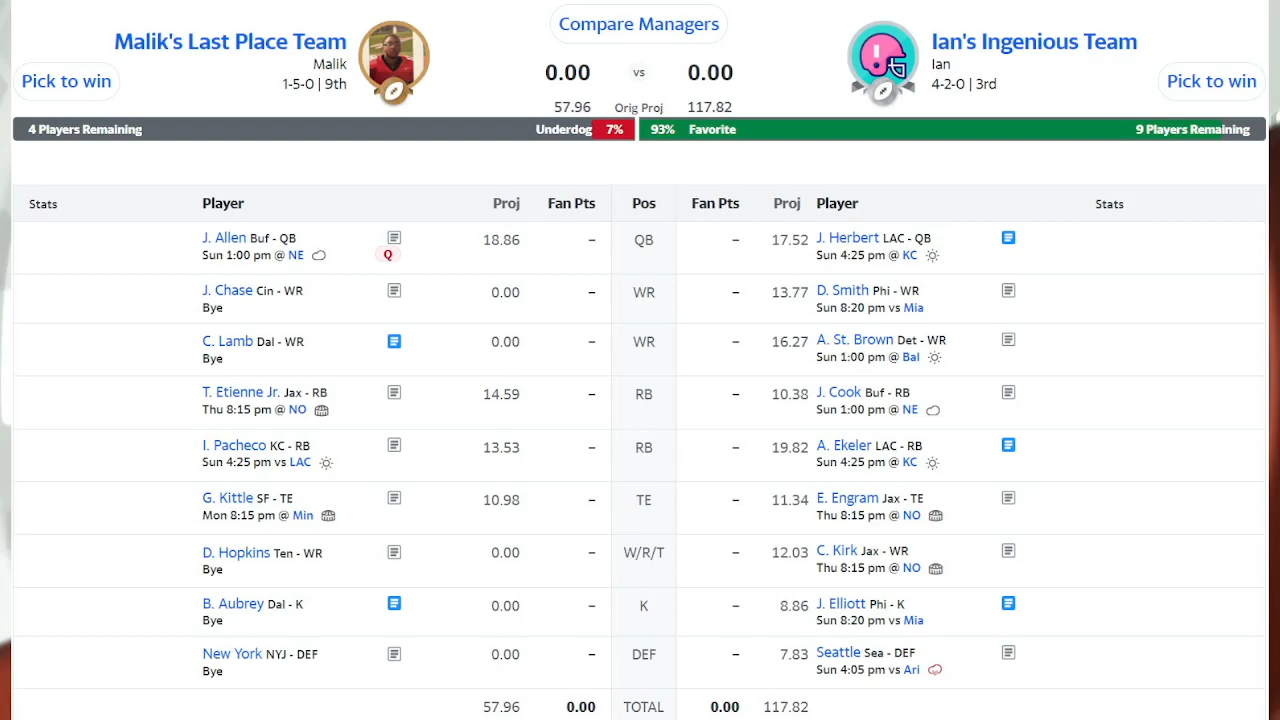 Compare Managers
Malik's Last Place Team
Malik
1-5-0 | 9th
Pick to win
0.00 vs 0.00
57.96 Orig Proj 117.82
Ian's Ingenious Team
Ian
4-2-0 | 3rd
Pick to win
4 Players Remaining Underdog 7% 93% Favorite 9 Players Remaining
Stats Player Proj Fan Pts Pos Fan Pts Proj Player Stats
J. Allen Buf - QB 18.86 – QB – 17.52 J. Herbert LAC - QB
Sun 1:00 pm @ NE Q Sun 4:25 pm @ KC
J. Chase Cin - WR 0.00 – WR – 13.77 D. Smith Phi - WR
Bye Sun 8:20 pm vs Mia
C. Lamb Dal - WR 0.00 – WR – 16.27 A. St. Brown Det - WR
Bye Sun 1:00 pm @ Bal
T. Etienne Jr. Jax - RB 14.59 – RB – 10.38 J. Cook Buf - RB
Thu 8:15 pm @ NO Sun 1:00 pm @ NE
I. Pacheco KC - RB 13.53 – RB – 19.82 A. Ekeler LAC - RB
Sun 4:25 pm vs LAC Sun 4:25 pm @ KC
G. Kittle SF - TE 10.98 – TE – 11.34 E. Engram Jax - TE
Mon 8:15 pm @ Min Thu 8:15 pm @ NO
D. Hopkins Ten - WR 0.00 – W/R/T – 12.03 C. Kirk Jax - WR
Bye Thu 8:15 pm @ NO
B. Aubrey Dal - K 0.00 – K – 8.86 J. Elliott Phi - K
Bye Sun 8:20 pm vs Mia
New York NYJ - DEF 0.00 – DEF – 7.83 Seattle Sea - DEF
Bye Sun 4:05 pm vs Ari
57.96 0.00 TOTAL 0.00 117.82